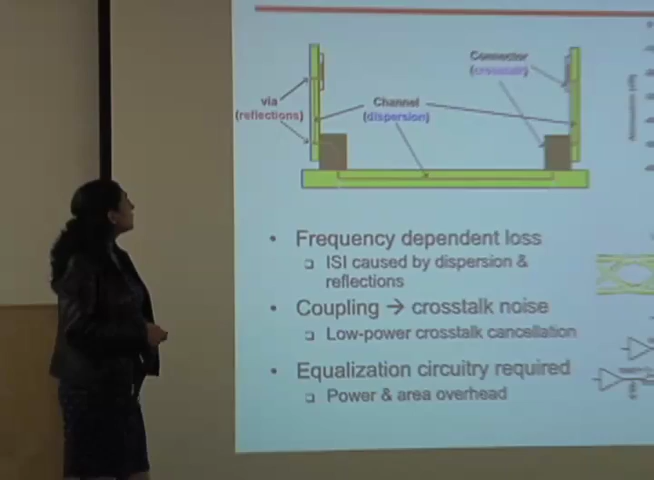 Connector
(crosstalk)
via
(reflections)
Channel
(dispersion)
• Frequency dependent loss
❑ ISI caused by dispersion &
reflections
• Coupling → crosstalk noise
❑ Low-power crosstalk cancellation
• Equalization circuitry required
❑ Power & area overhead